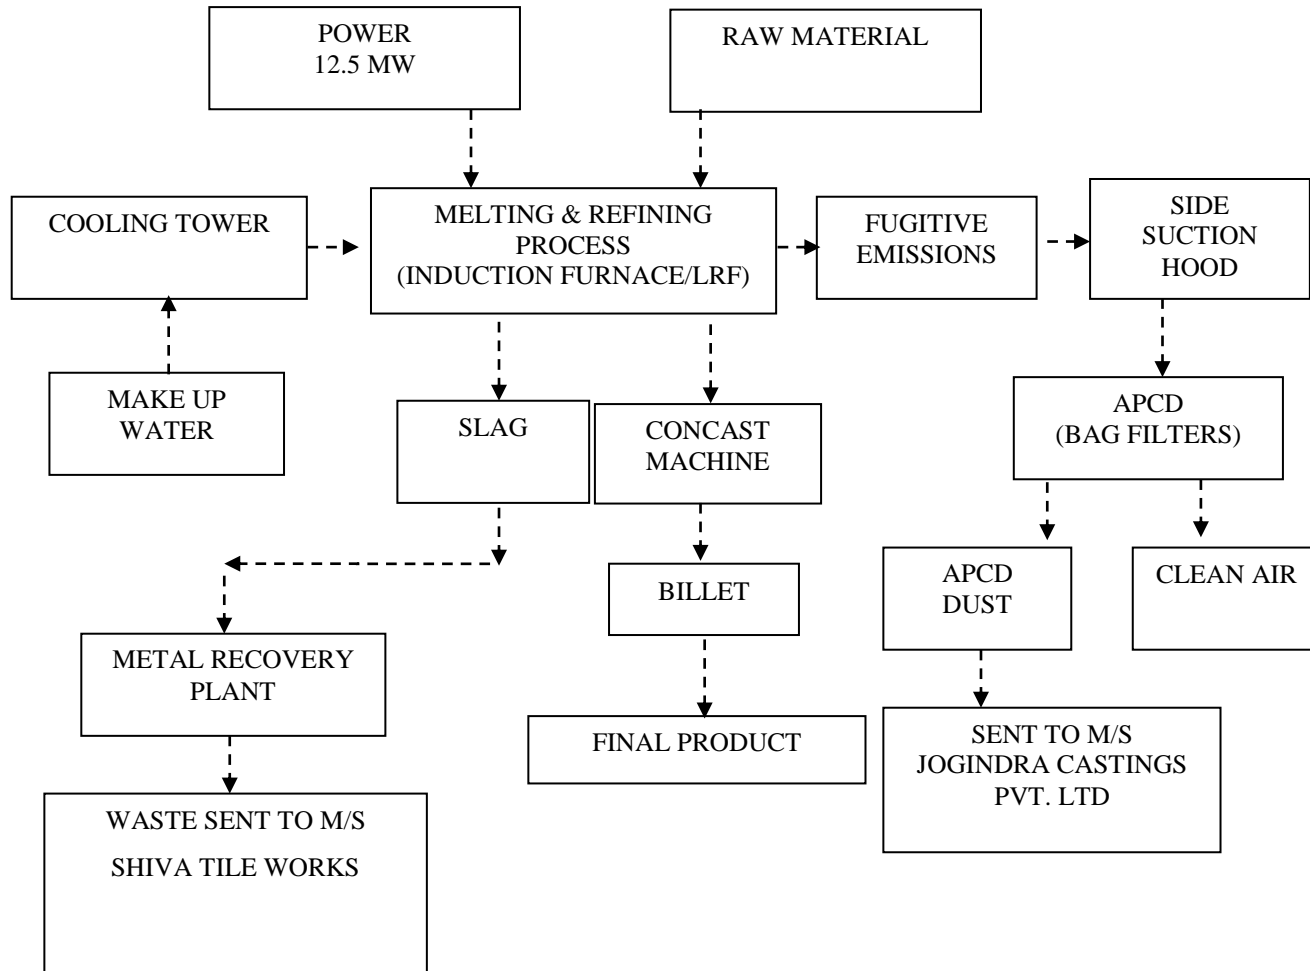 POWER
12.5 MW
RAW MATERIAL
COOLING TOWER
MELTING & REFINING
PROCESS
(INDUCTION FURNACE/LRF)
FUGITIVE
EMISSIONS
SIDE
SUCTION
HOOD
MAKE UP
WATER
SLAG
CONCAST
MACHINE
APCD
(BAG FILTERS)
BILLET
APCD
DUST
CLEAN AIR
METAL RECOVERY
PLANT
FINAL PRODUCT
SENT TO M/S
JOGINDRA CASTINGS
PVT. LTD
WASTE SENT TO M/S
SHIVA TILE WORKS